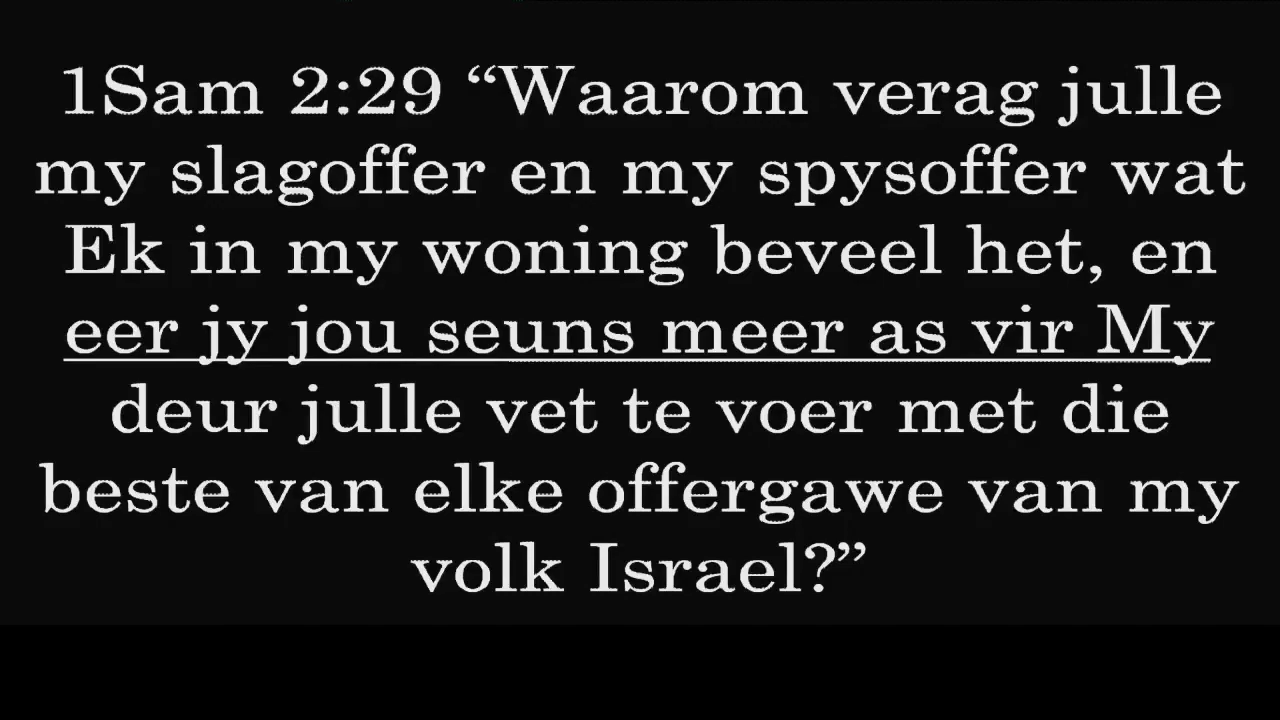 1Sam 2:29 “Waarom verag julle
my slagoffer en my spysoffer wat
Ek in my woning beveel het, en
eer jy jou seuns meer as vir My
deur julle vet te voer met die
beste van elke offergawe van my
volk Israel?”